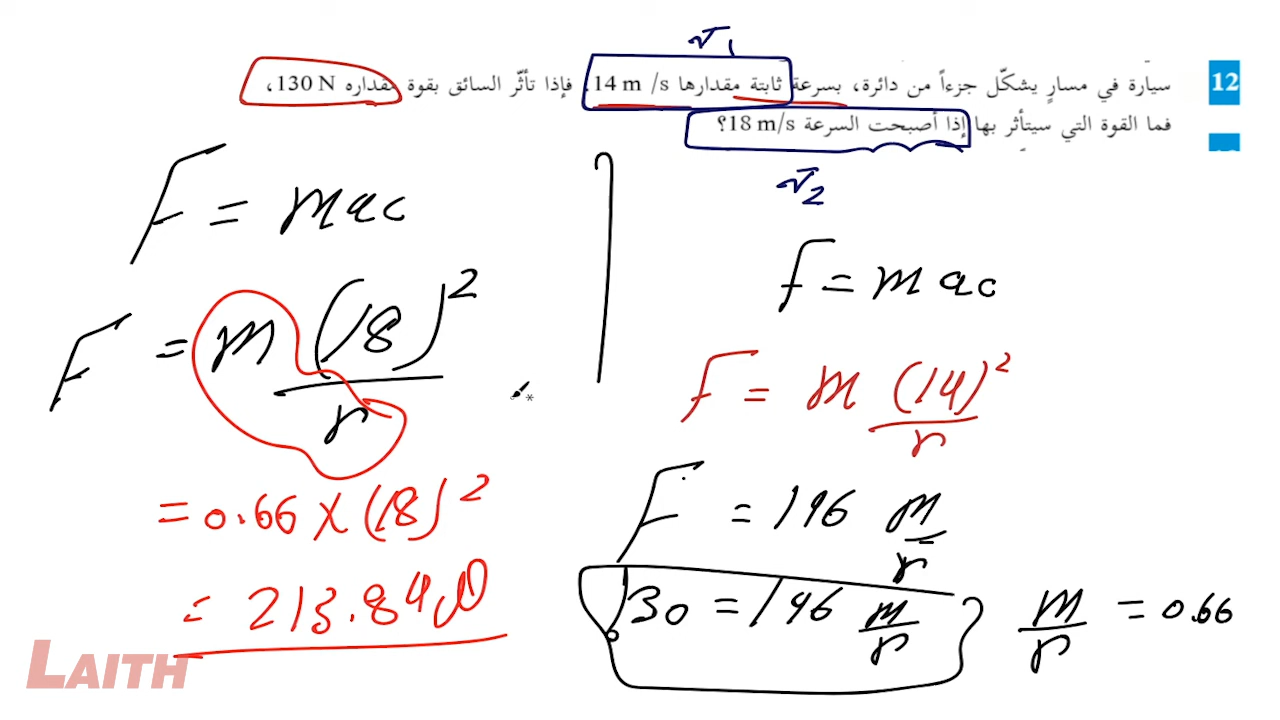 12 سيارة في مسارٍ يشكّل جزءاً من دائرة، بسرعة ثابتة مقدارها 14 m/s، فإذا تأثّر السائق بقوة مقداره 130 N،
فما القوة التي سيتأثر بها إذا أصبحت السرعة 18 m/s؟
v1
v2
f = mac
f = m (14)² / r
F = 196 m/r
130 = 196 m/r
m/r = 0.66
F = mac
F = m (18)² / r
= 0.66 × (18)²
= 213.84 N
LAITH